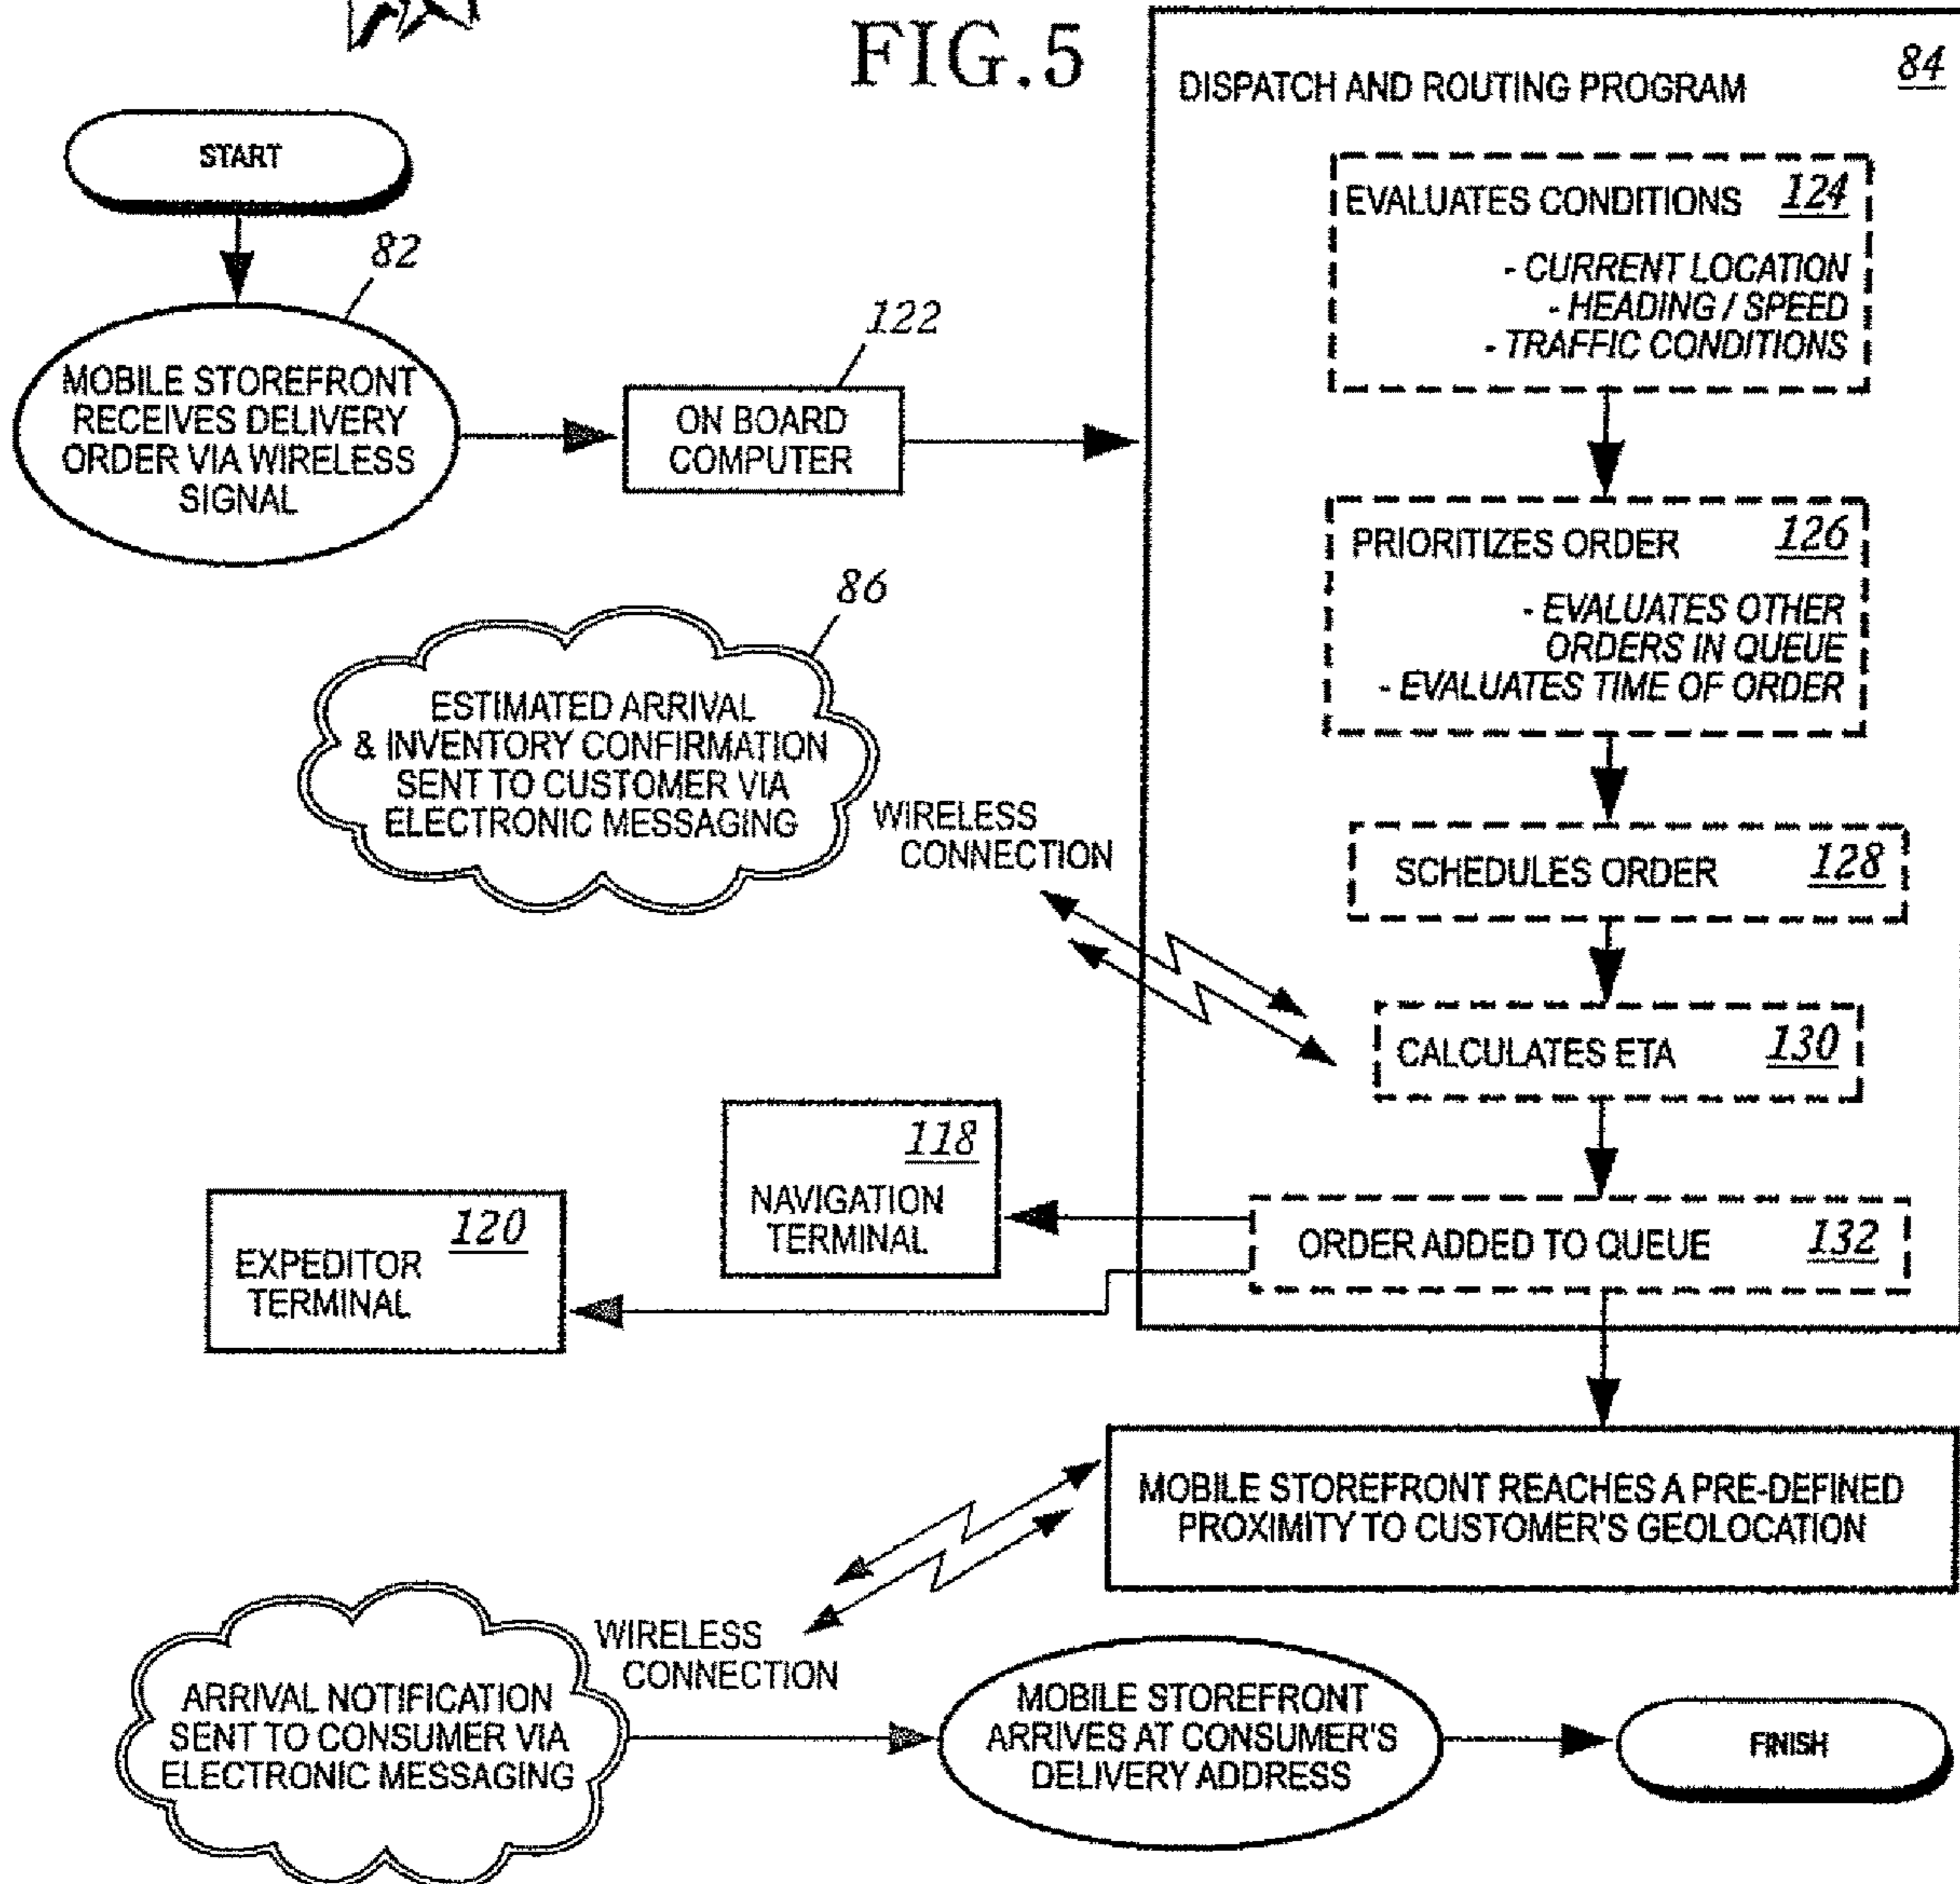 FIG.5
START
82
MOBILE STOREFRONT
RECEIVES DELIVERY
ORDER VIA WIRELESS
SIGNAL
122
ON BOARD
COMPUTER
DISPATCH AND ROUTING PROGRAM
84
EVALUATES CONDITIONS 124
- CURRENT LOCATION
- HEADING / SPEED
- TRAFFIC CONDITIONS
PRIORITIZES ORDER 126
- EVALUATES OTHER
ORDERS IN QUEUE
- EVALUATES TIME OF ORDER
SCHEDULES ORDER 128
CALCULATES ETA 130
ORDER ADDED TO QUEUE 132
86
ESTIMATED ARRIVAL
& INVENTORY CONFIRMATION
SENT TO CUSTOMER VIA
ELECTRONIC MESSAGING
WIRELESS
CONNECTION
118
NAVIGATION
TERMINAL
120
EXPEDITOR
TERMINAL
MOBILE STOREFRONT REACHES A PRE-DEFINED
PROXIMITY TO CUSTOMER'S GEOLOCATION
WIRELESS
CONNECTION
ARRIVAL NOTIFICATION
SENT TO CONSUMER VIA
ELECTRONIC MESSAGING
MOBILE STOREFRONT
ARRIVES AT CONSUMER'S
DELIVERY ADDRESS
FINISH